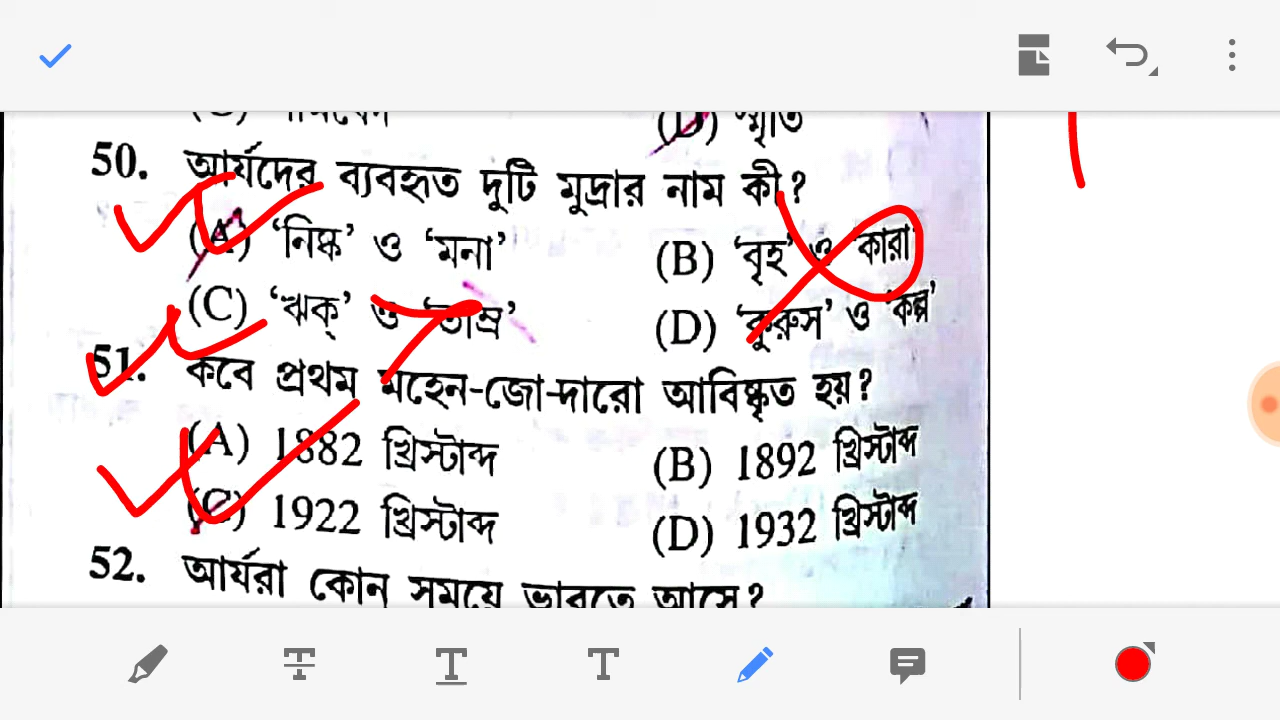 (D) স্মৃতি
50. আর্যদের ব্যবহৃত দুটি মুদ্রার নাম কী?
(A) ‘নিষ্ক’ ও ‘মনা’ (B) ‘বৃহ’ ও ‘কারা’
(C) ‘ঋক্’ ও ‘তাম্র’ (D) ‘কুরুস’ ও ‘কল্প’
51. কবে প্রথম মহেন-জো-দারো আবিষ্কৃত হয়?
(A) 1882 খ্রিস্টাব্দ (B) 1892 খ্রিস্টাব্দ
(C) 1922 খ্রিস্টাব্দ (D) 1932 খ্রিস্টাব্দ
52. আর্যরা কোন সময়ে ভারতে আসে?